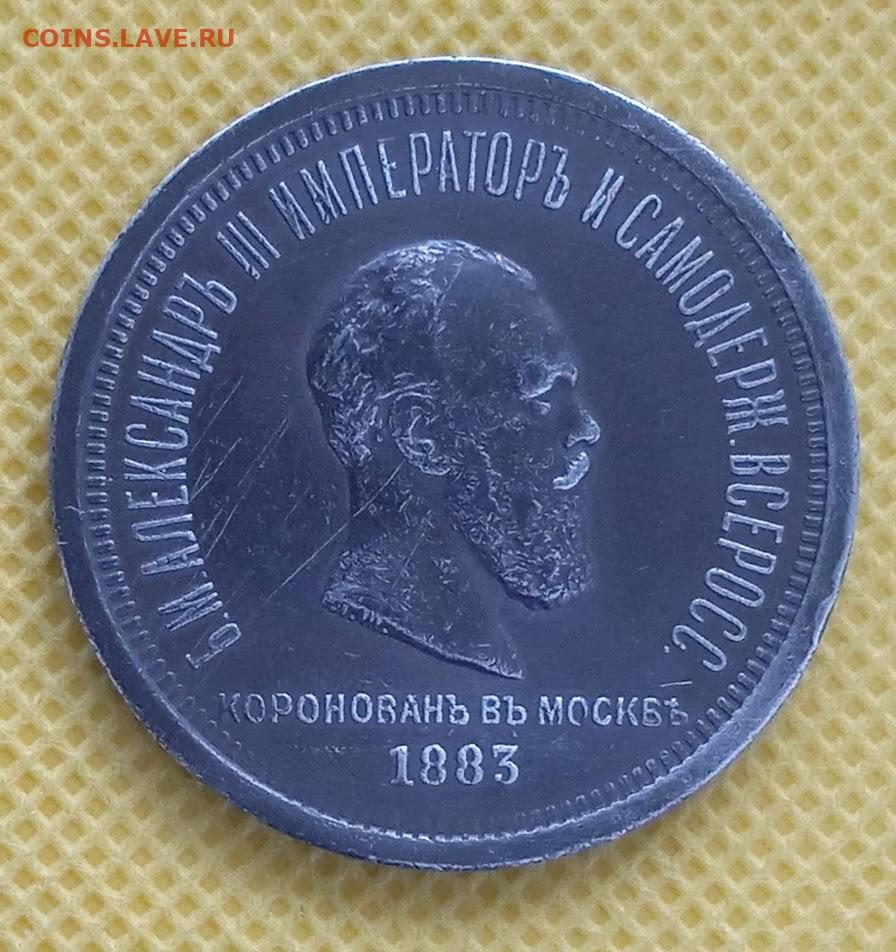 COINS.LAVE.RU
Б.М. АЛЕКСАНДРЪ III ИМПЕРАТОРЪ И САМОДЕРЖ. ВСЕРОСС.
КОРОНОВАНЪ ВЪ МОСКВѢ
1883